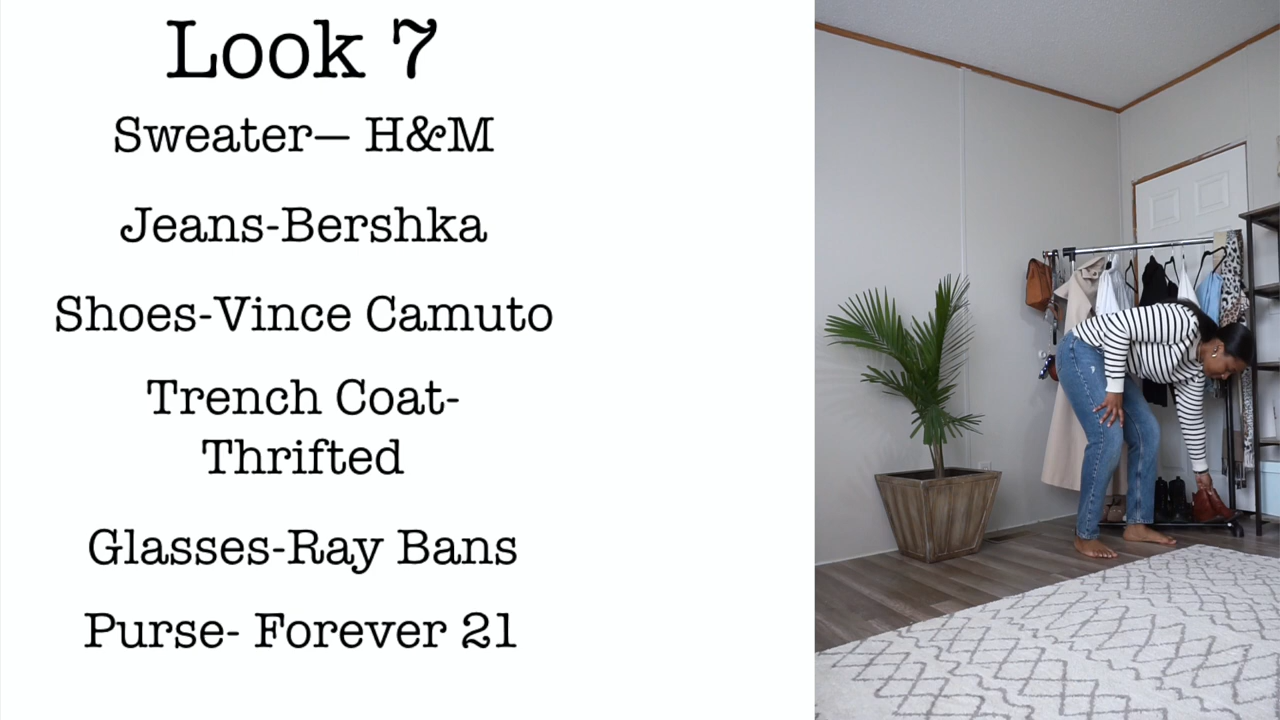 Look 7
Sweater— H&M
Jeans-Bershka
Shoes-Vince Camuto
Trench Coat-
Thrifted
Glasses-Ray Bans
Purse- Forever 21